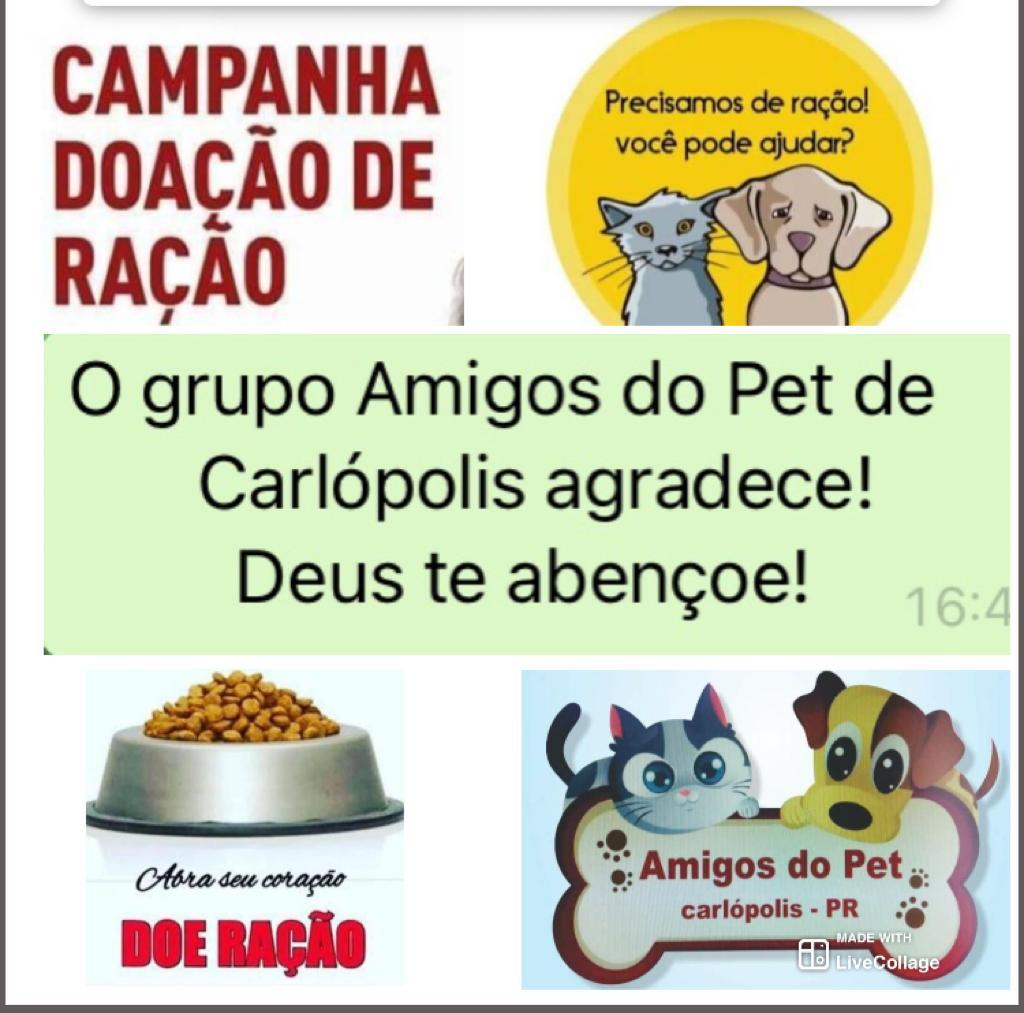 CAMPANHA
DOAÇÃO DE
RAÇÃO
Precisamos de ração!
você pode ajudar?
O grupo Amigos do Pet de
Carlópolis agradece!
Deus te abençoe!
16:4
Abra seu coração
DOE RAÇÃO
Amigos do Pet
carlópolis - PR
MADE WITH
LiveCollage